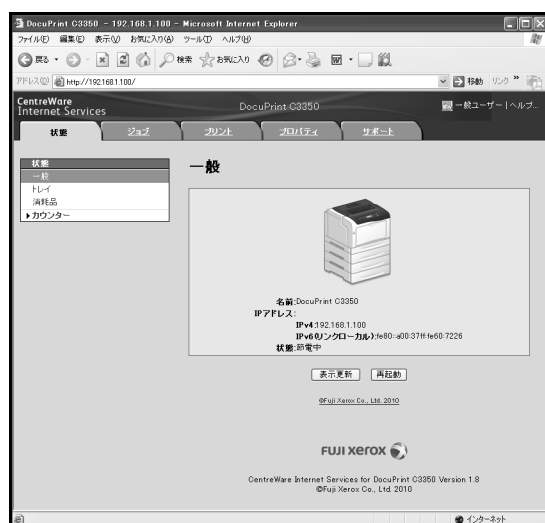 DocuPrint C3350 - 192.168.1.100 - Microsoft Internet Explorer
ファイル(F) 編集(E) 表示(V) お気に入り(A) ツール(T) ヘルプ(H)
戻る 検索 お気に入り
アドレス(D) http://192.168.1.100/ 移動 リンク »
CentreWare
Internet Services
DocuPrint C3350
一般ユーザー | ヘルプ...
状態 ジョブ プリント プロパティ サポート
状態
一般
トレイ
消耗品
カウンター
一般
名前:DocuPrint C3350
IPアドレス:
IPv4:192.168.1.100
IPv6(リンクローカル):fe80::a00:37ff:fe60:7226
状態:節電中
表示更新 再起動
©Fuji Xerox Co., Ltd. 2010
FUJI XEROX
CentreWare Internet Services for DocuPrint C3350 Version 1.8
©Fuji Xerox Co., Ltd. 2010
インターネット